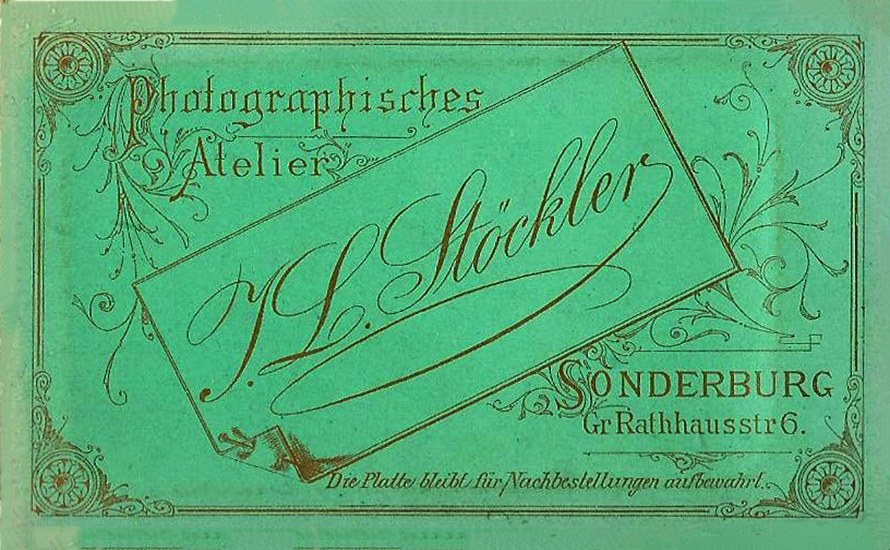 Photographisches
Atelier
J. L. Stöckler
SONDERBURG
Gr Rathhausstr 6.
Die Platte bleibt für Nachbestellungen aufbewahrt.